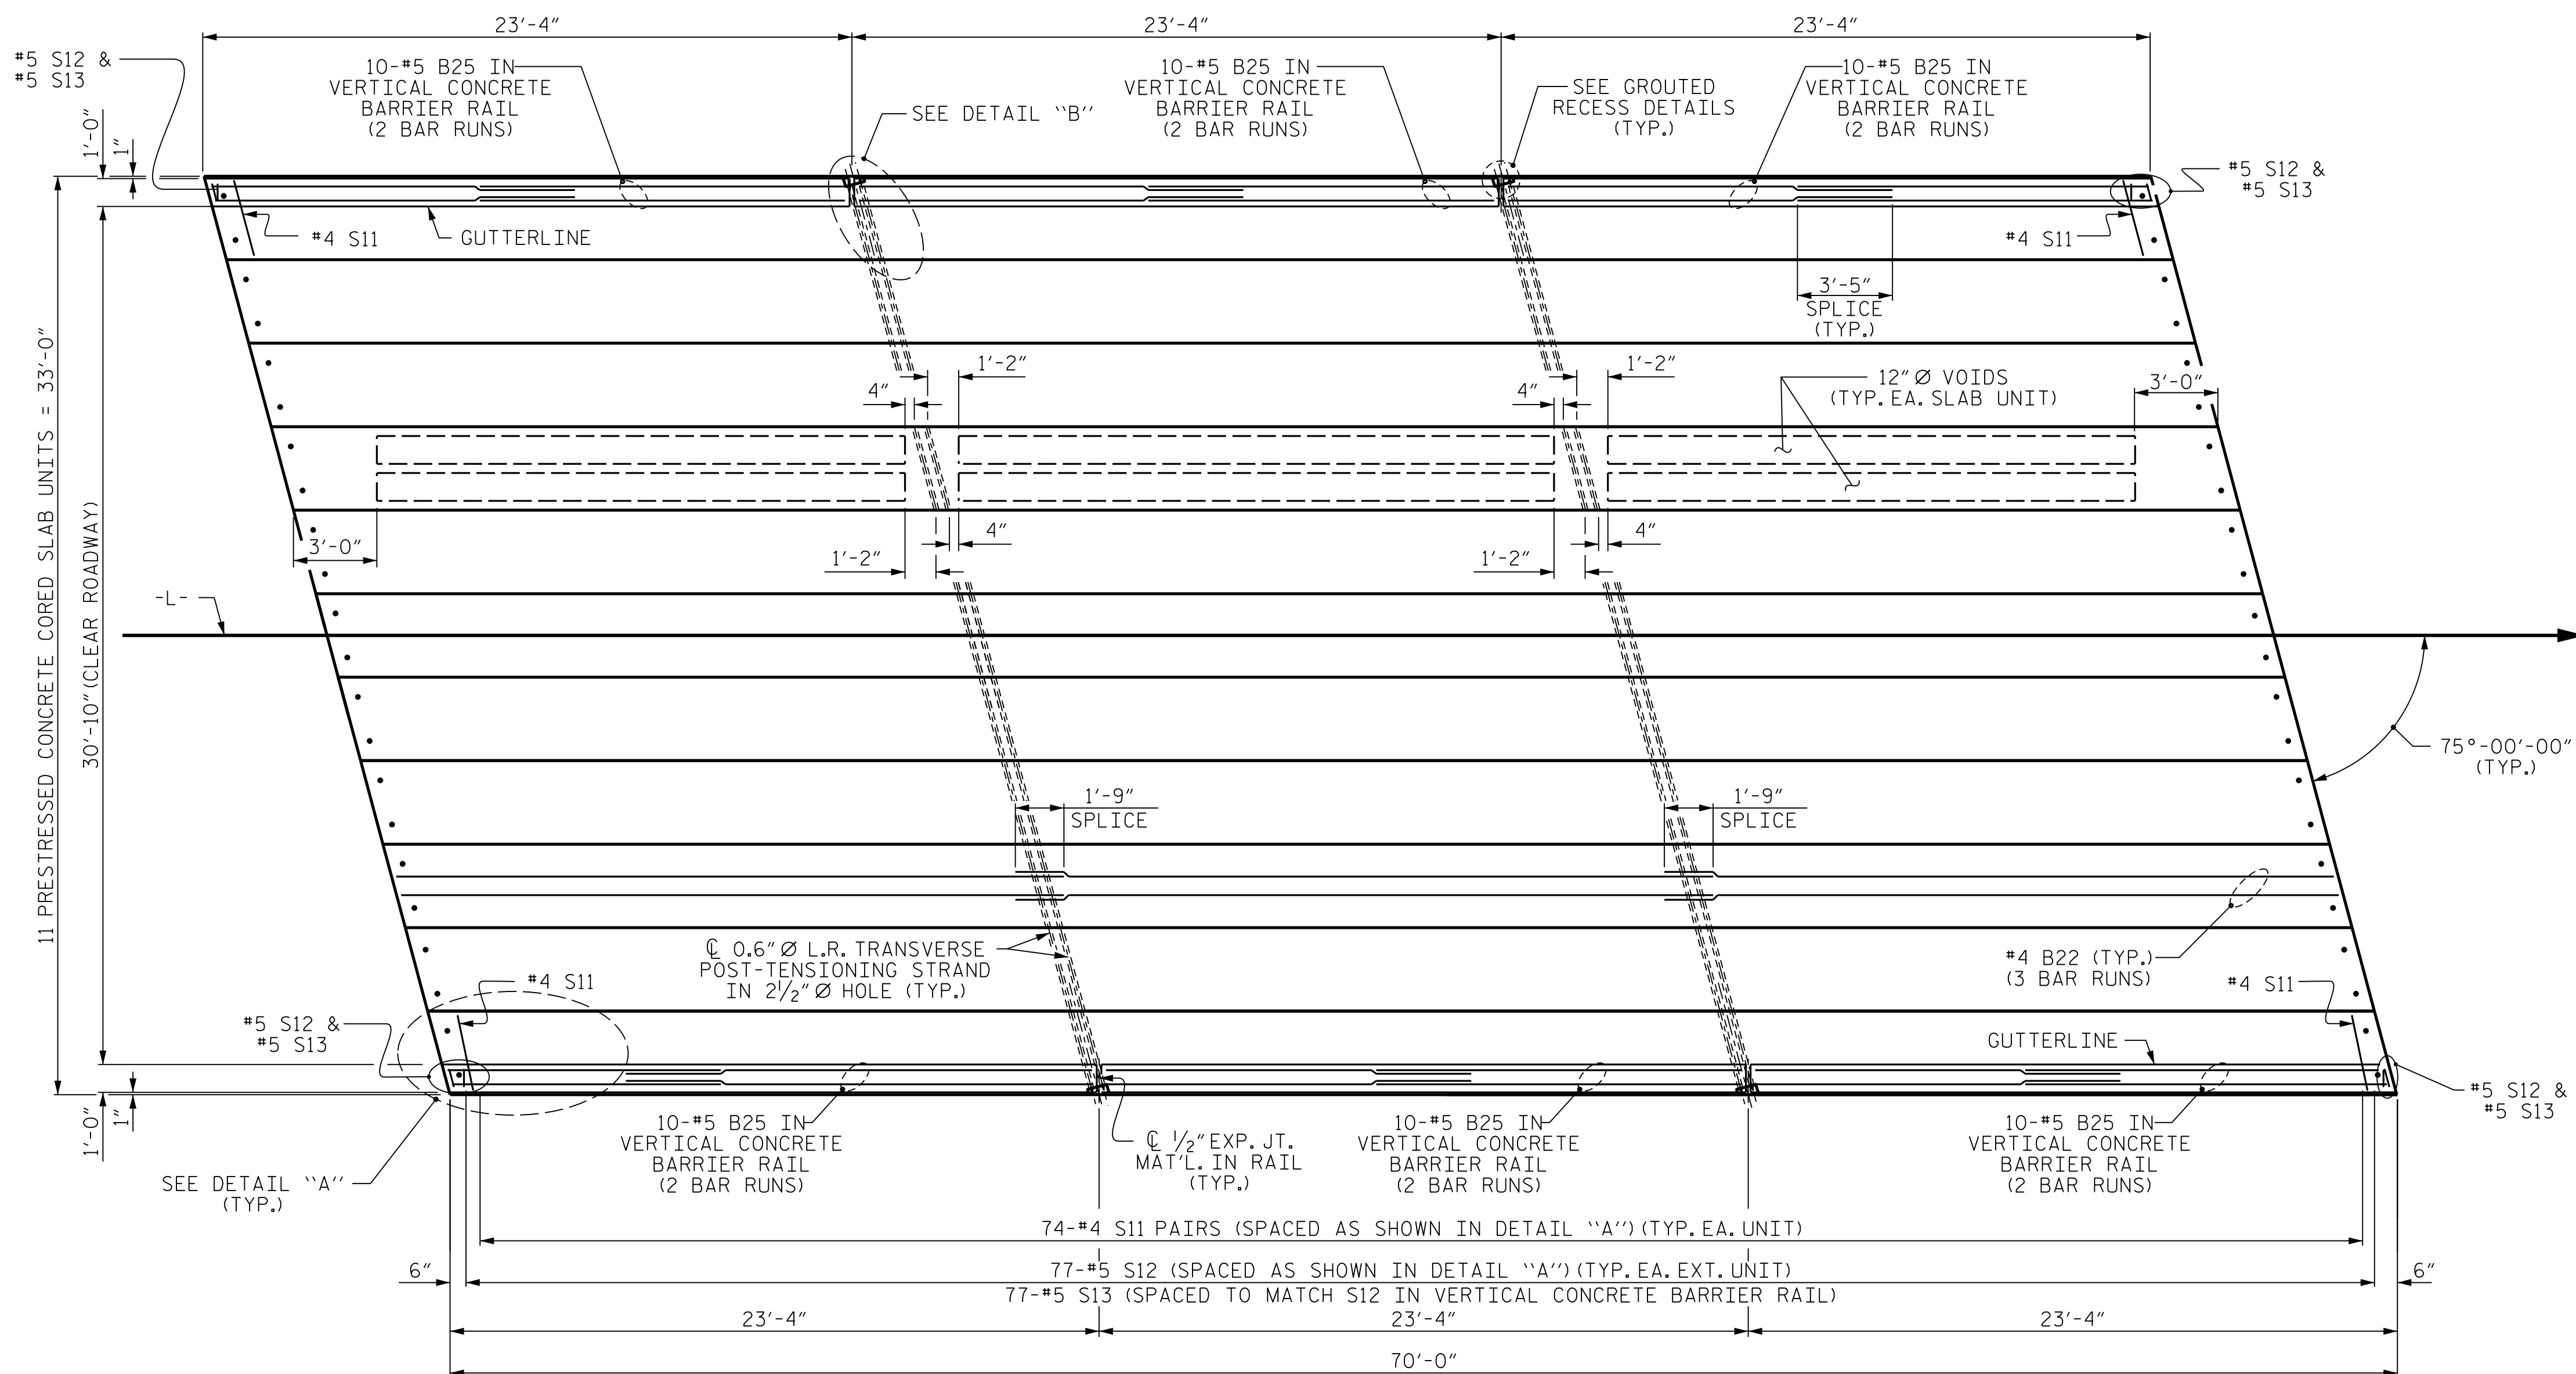 23'-4"
23'-4"
23'-4"
#5 S12 &
#5 S13
10-#5 B25 IN
VERTICAL CONCRETE
BARRIER RAIL
(2 BAR RUNS)
SEE DETAIL "B"
10-#5 B25 IN
VERTICAL CONCRETE
BARRIER RAIL
(2 BAR RUNS)
SEE GROUTED
RECESS DETAILS
(TYP.)
10-#5 B25 IN
VERTICAL CONCRETE
BARRIER RAIL
(2 BAR RUNS)
#5 S12 &
#5 S13
1'-0"
1"
#4 S11
GUTTERLINE
#4 S11
3'-5"
SPLICE
(TYP.)
1'-2"
4"
1'-2"
4"
12" Ø VOIDS
(TYP. EA. SLAB UNIT)
3'-0"
11 PRESTRESSED CONCRETE CORED SLAB UNITS = 33'-0"
30'-10" (CLEAR ROADWAY)
3'-0"
4"
1'-2"
4"
1'-2"
-L-
75°-00'-00"
(TYP.)
1'-9"
SPLICE
1'-9"
SPLICE
℄ 0.6" Ø L.R. TRANSVERSE
POST-TENSIONING STRAND
IN 2½" Ø HOLE (TYP.)
#4 B22 (TYP.)
(3 BAR RUNS)
#4 S11
#4 S11
#5 S12 &
#5 S13
GUTTERLINE
1'-0"
1"
SEE DETAIL "A"
(TYP.)
10-#5 B25 IN
VERTICAL CONCRETE
BARRIER RAIL
(2 BAR RUNS)
℄ ½" EXP. JT.
MAT'L. IN RAIL
(TYP.)
10-#5 B25 IN
VERTICAL CONCRETE
BARRIER RAIL
(2 BAR RUNS)
10-#5 B25 IN
VERTICAL CONCRETE
BARRIER RAIL
(2 BAR RUNS)
#5 S12 &
#5 S13
74-#4 S11 PAIRS (SPACED AS SHOWN IN DETAIL "A") (TYP. EA. UNIT)
6"
77-#5 S12 (SPACED AS SHOWN IN DETAIL "A") (TYP. EA. EXT. UNIT)
6"
77-#5 S13 (SPACED TO MATCH S12 IN VERTICAL CONCRETE BARRIER RAIL)
23'-4"
23'-4"
23'-4"
70'-0"